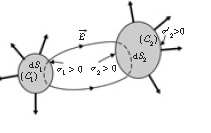 E⃗
σ'₂>0
(C₂)
dS₁
dS₂
(C₁)
σ₁ > 0
σ₂ > 0